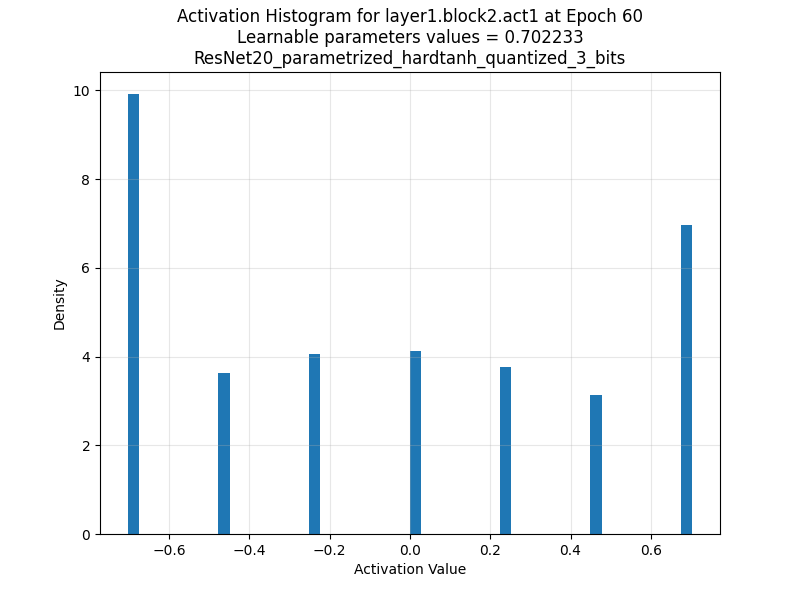 Activation Histogram for layer1.block2.act1 at Epoch 60
Learnable parameters values = 0.702233
ResNet20_parametrized_hardtanh_quantized_3_bits
10
8
6
4
2
0
Density
−0.6 −0.4 −0.2 0.0 0.2 0.4 0.6
Activation Value